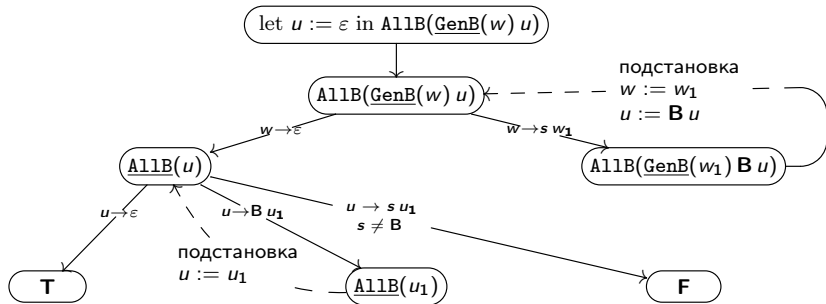 let u := ε in AllB(GenB(w) u)
подстановка
w := w₁
u := B u
AllB(GenB(w) u)
w→ε
w→s w₁
AllB(u)
AllB(GenB(w₁) B u)
u→ε
u→B u₁
u → s u₁
s ≠ B
подстановка
u := u₁
T
AllB(u₁)
F